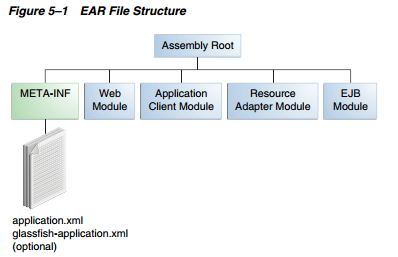 Figure 5–1 EAR File Structure
Assembly Root
META-INF
Web
Module
Application
Client Module
Resource
Adapter Module
EJB
Module
application.xml
glassfish-application.xml
(optional)